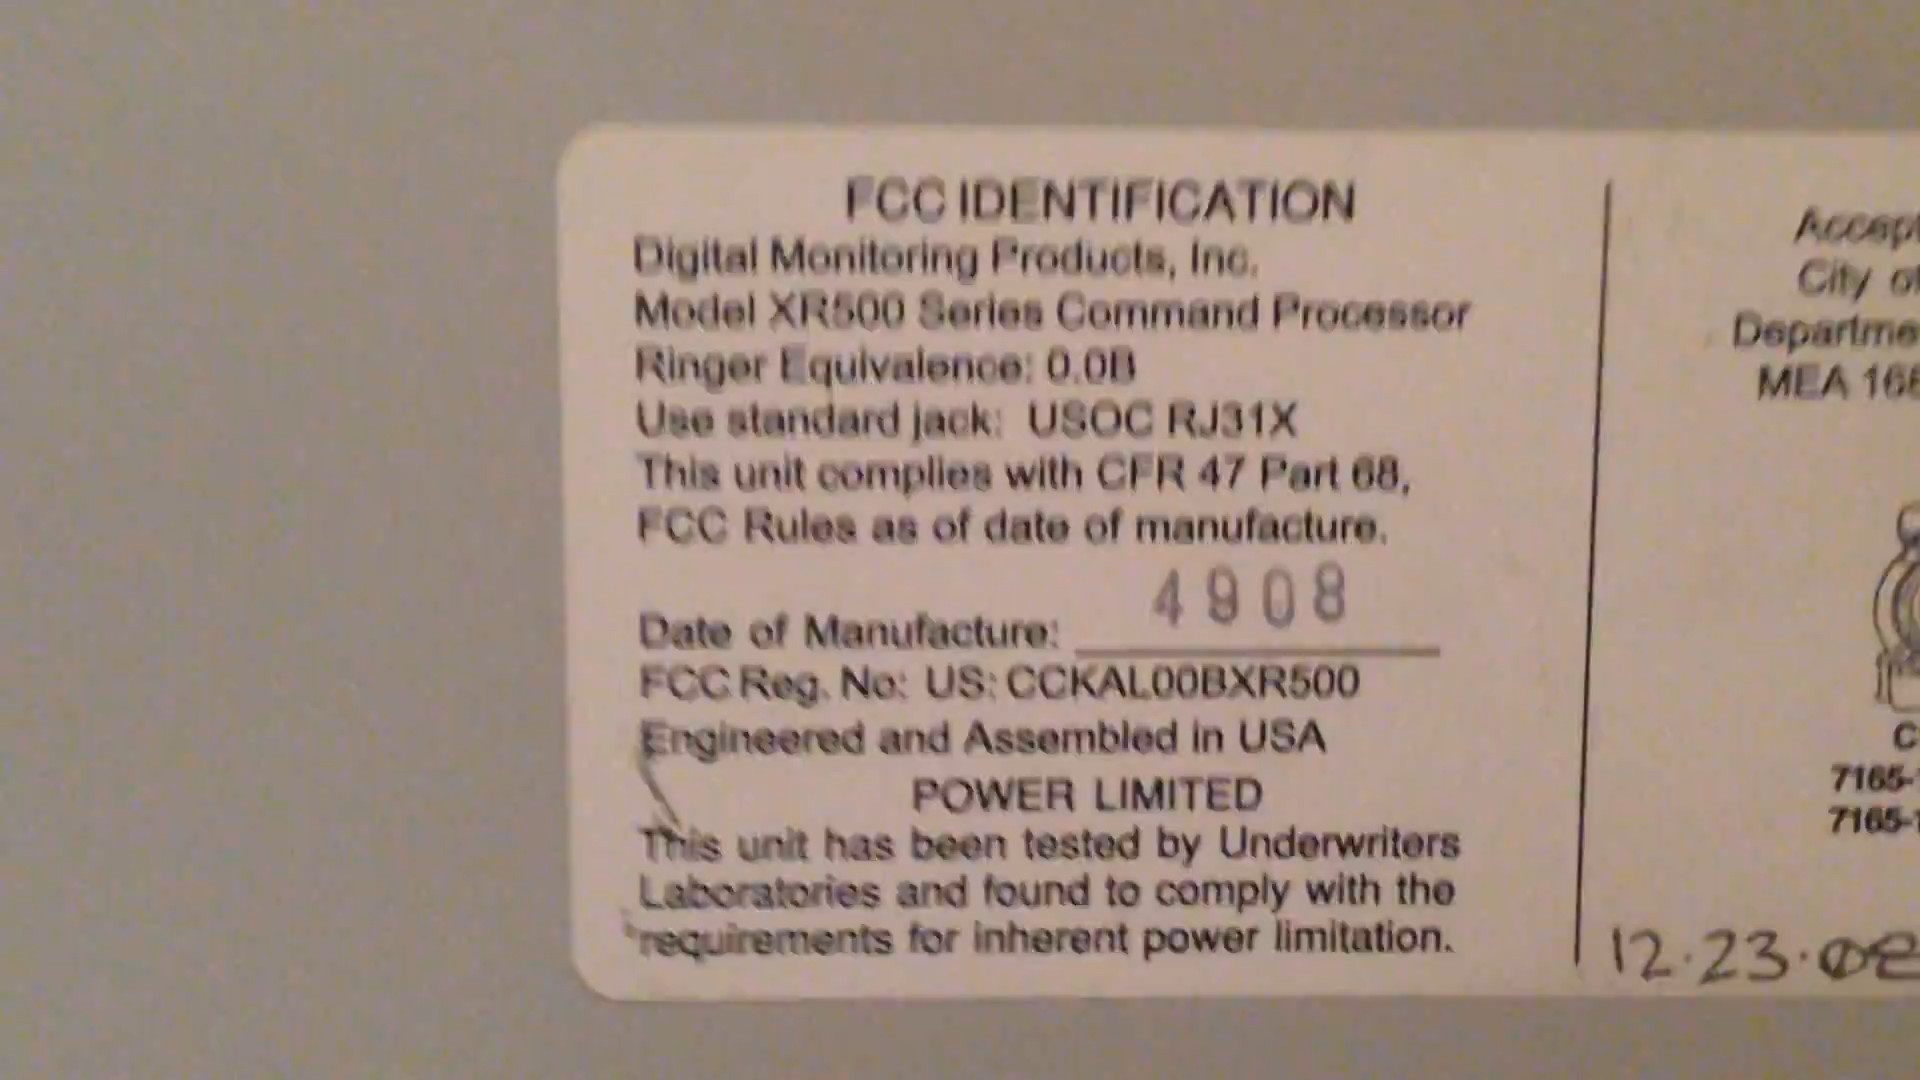 FCC IDENTIFICATION
Digital Monitoring Products, Inc.
Model XR500 Series Command Processor
Ringer Equivalence: 0.0B
Use standard jack: USOC RJ31X
This unit complies with CFR 47 Part 68,
FCC Rules as of date of manufacture.
4908
Date of Manufacture:
FCC Reg. No: US: CCKAL00BXR500
Engineered and Assembled in USA
POWER LIMITED
This unit has been tested by Underwriters
Laboratories and found to comply with the
requirements for inherent power limitation.
City of
MEA
7165-
7165-
12.23.08